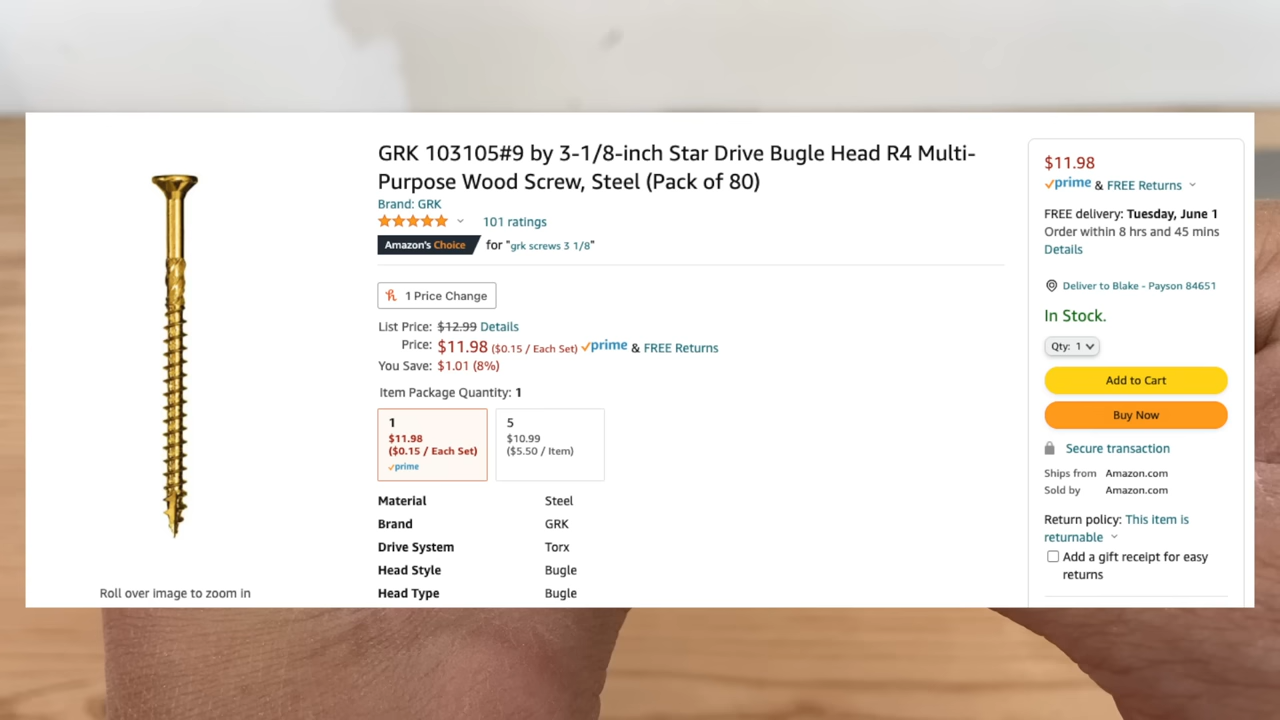 GRK 103105#9 by 3-1/8-inch Star Drive Bugle Head R4 Multi-
Purpose Wood Screw, Steel (Pack of 80)
Brand: GRK
101 ratings
Amazon's Choice for "grk screws 3 1/8"
1 Price Change
List Price: $12.99 Details
Price: $11.98 ($0.15 / Each Set) prime & FREE Returns
You Save: $1.01 (8%)
Item Package Quantity: 1
1
$11.98
($0.15 / Each Set)
prime
5
$10.99
($5.50 / Item)
Material Steel
Brand GRK
Drive System Torx
Head Style Bugle
Head Type Bugle
Roll over image to zoom in
$11.98
prime & FREE Returns
FREE delivery: Tuesday, June 1
Order within 8 hrs and 45 mins
Details
Deliver to Blake - Payson 84651
In Stock.
Qty: 1
Add to Cart
Buy Now
Secure transaction
Ships from Amazon.com
Sold by Amazon.com
Return policy: This item is
returnable
Add a gift receipt for easy
returns